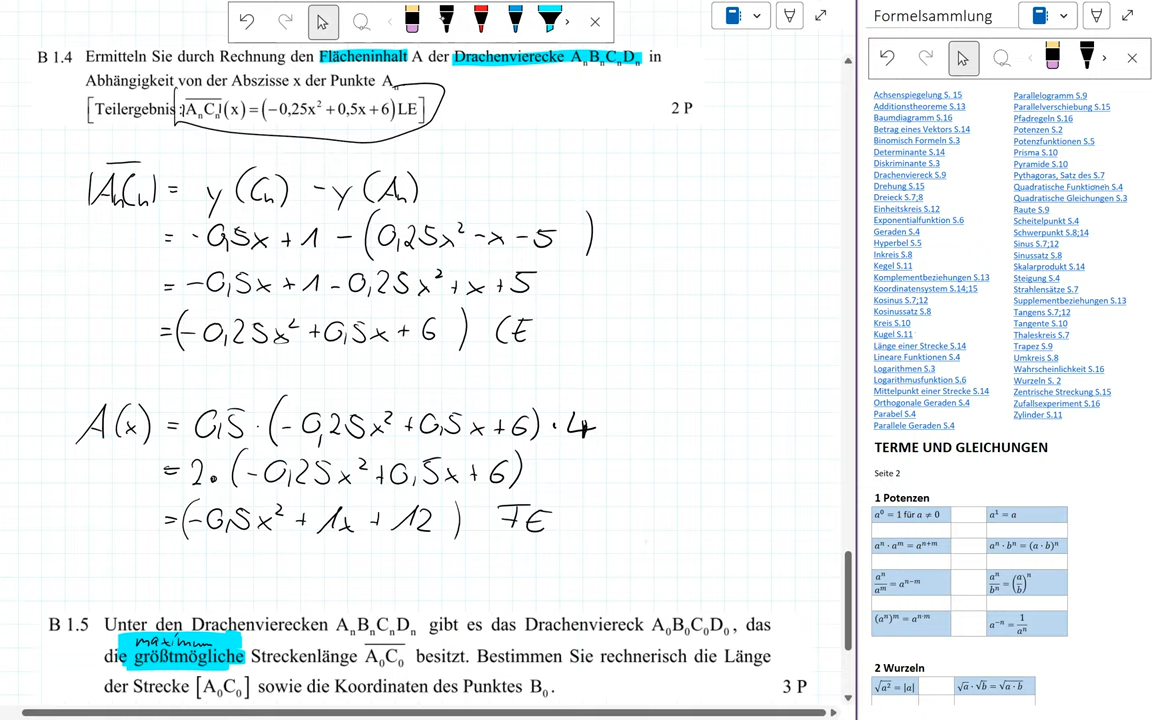 B 1.4 Ermitteln Sie durch Rechnung den Flächeninhalt A der Drachenvierecke AₙBₙCₙDₙ in
Abhängigkeit von der Abszisse x der Punkte Aₙ
[Teilergebnis: |AₙCₙ|(x) = (−0,25x² + 0,5x + 6) LE]
2 P
|AₙCₙ| = y (Cₙ) − y (Aₙ)
= -0,5x + 1 − (0,25x² − x − 5 )
= −0,5x + 1 − 0,25x² + x + 5
= (−0,25x² + 0,5x + 6 ) LE
A(x) = 0,5 · (−0,25x² + 0,5x + 6) · 4
= 2 · (−0,25x² + 0,5x + 6)
= (−0,5x² + 1x + 12 ) FE
B 1.5 Unter den Drachenvierecken AₙBₙCₙDₙ gibt es das Drachenviereck A₀B₀C₀D₀, das
maximum
die größtmögliche Streckenlänge A₀C₀ besitzt. Bestimmen Sie rechnerisch die Länge
der Strecke [A₀C₀] sowie die Koordinaten des Punktes B₀.
3 P
Formelsammlung
Achsenspiegelung S. 15
Additionstheoreme S.13
Baumdiagramm S.16
Betrag eines Vektors S.14
Binomisch Formeln S.3
Determinante S.14
Diskriminante S.3
Drachenviereck S.9
Drehung S.15
Dreieck S.7;8
Einheitskreis S.12
Exponentialfunktion S.6
Geraden S.4
Hyperbel S.5
Inkreis S.8
Kegel S.11
Komplementbeziehungen S.13
Koordinatensystem S.14;15
Kosinus S.7;12
Kosinussatz S.8
Kreis S.10
Kugel S.11
Länge einer Strecke S.14
Lineare Funktionen S.4
Logarithmen S.3
Logarithmusfunktion S.6
Mittelpunkt einer Strecke S.14
Orthogonale Geraden S.4
Parabel S.4
Parallele Geraden S.4
Parallelogramm S.9
Parallelverschiebung S.15
Pfadregeln S.16
Potenzen S.2
Potenzfunktionen S.5
Prisma S.10
Pyramide S.10
Pythagoras, Satz des S.7
Quadratische Funktionen S.4
Quadratische Gleichungen S.3
Raute S.9
Scheitelpunkt S.4
Schwerpunkt S.8;14
Sinus S.7;12
Sinussatz S.8
Skalarprodukt S.14
Steigung S.4
Strahlensätze S.7
Supplementbeziehungen S.13
Tangens S.7;12
Tangente S.10
Thaleskreis S.7
Trapez S.9
Umkreis S.8
Wahrscheinlichkeit S.16
Wurzeln S. 2
Zentrische Streckung S.15
Zufallsexperiment S.16
Zylinder S.11
TERME UND GLEICHUNGEN
Seite 2
1 Potenzen
a⁰ = 1 für a ≠ 0 a¹ = a
aⁿ · aᵐ = aⁿ⁺ᵐ aⁿ · bⁿ = (a · b)ⁿ
aⁿ/aᵐ = aⁿ⁻ᵐ aⁿ/bⁿ = (a/b)ⁿ
(aⁿ)ᵐ = aⁿ·ᵐ a⁻ⁿ = 1/aⁿ
2 Wurzeln
√a² = |a| √a · √b = √a · b